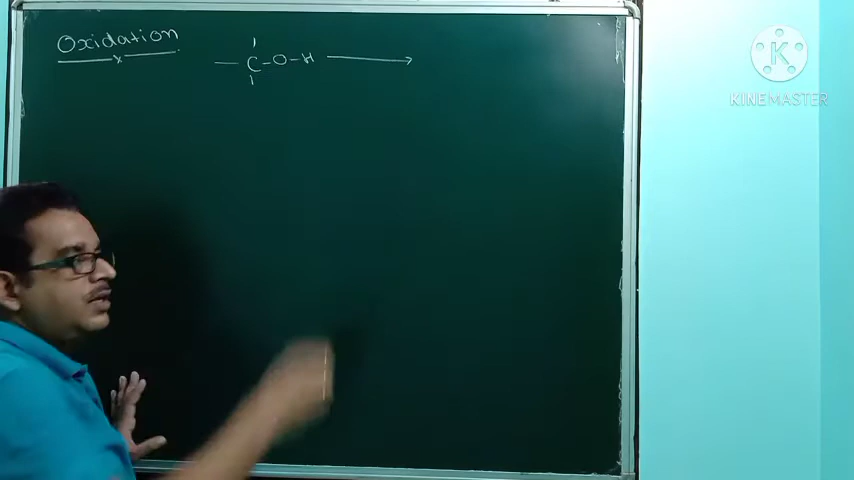 Oxidation
— C – O – H ⟶
K
KINEMASTER